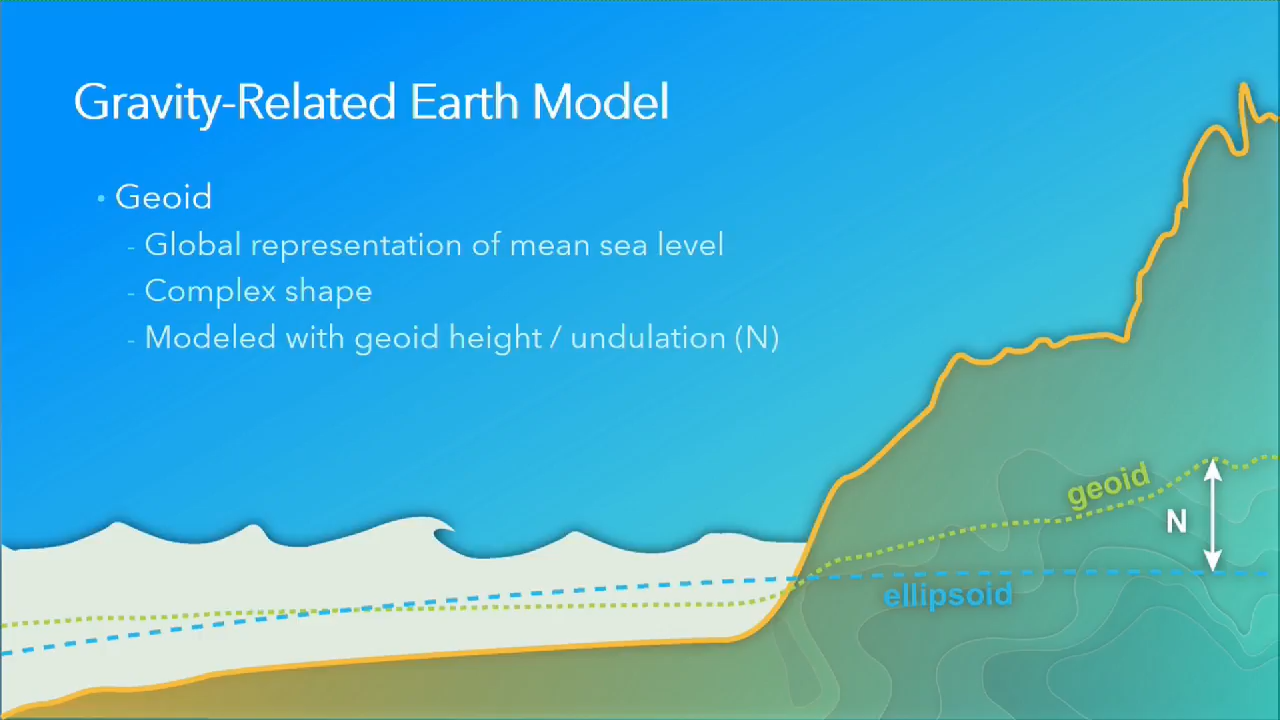 Gravity-Related Earth Model
• Geoid
- Global representation of mean sea level
- Complex shape
- Modeled with geoid height / undulation (N)
geoid
N
ellipsoid